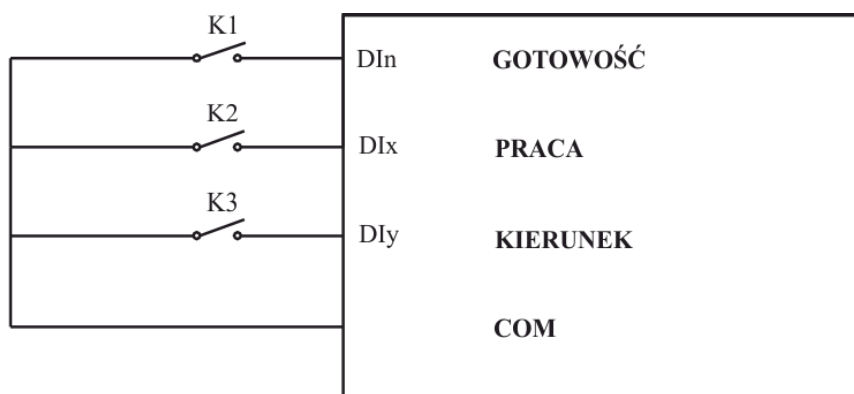 K1
DIn GOTOWOŚĆ
K2
DIx PRACA
K3
DIy KIERUNEK
COM